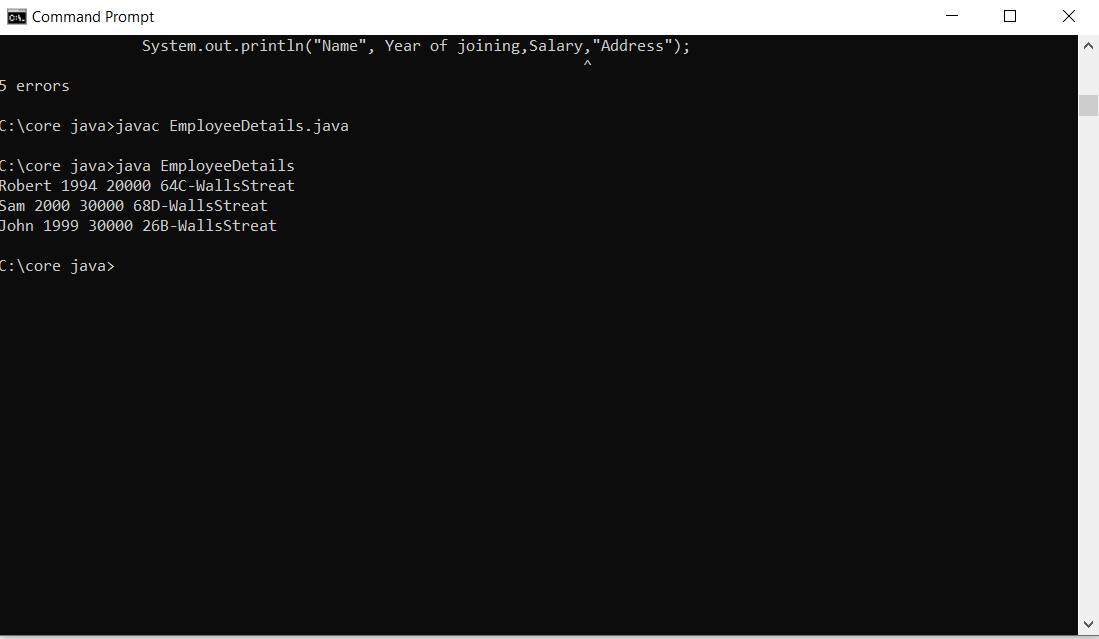 Command Prompt
System.out.println("Name", Year of joining,Salary,"Address");
^
5 errors
C:\core java>javac EmployeeDetails.java
C:\core java>java EmployeeDetails
Robert 1994 20000 64C-WallsStreat
Sam 2000 30000 68D-WallsStreat
John 1999 30000 26B-WallsStreat
C:\core java>